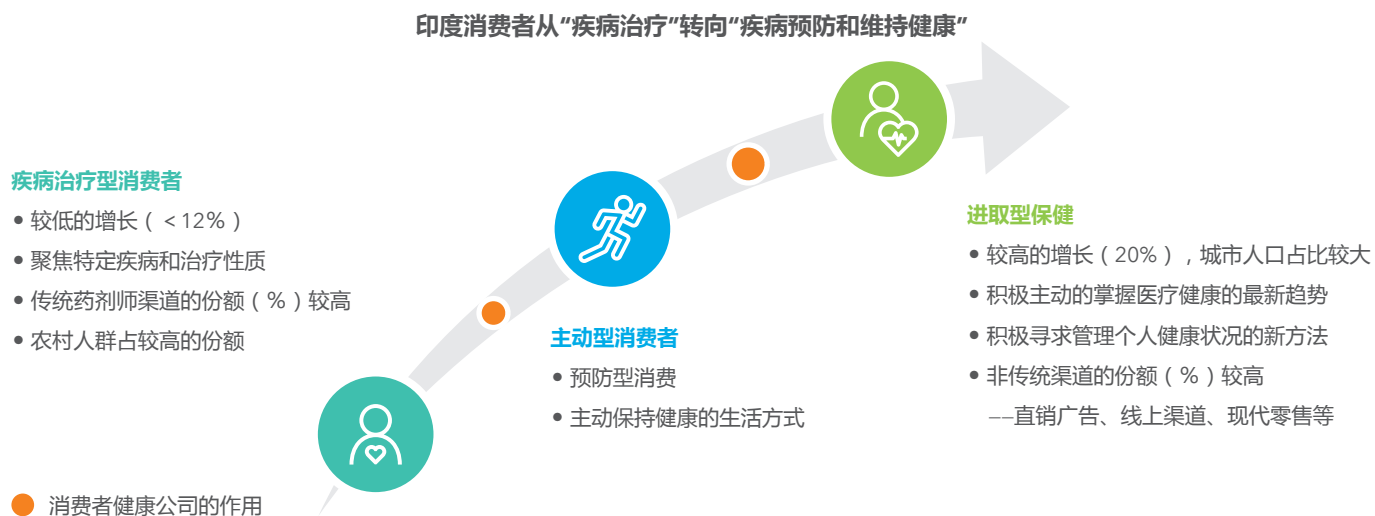 印度消费者从“疾病治疗”转向“疾病预防和维持健康”
疾病治疗型消费者
• 较低的增长（＜12%）
• 聚焦特定疾病和治疗性质
• 传统药剂师渠道的份额（%）较高
• 农村人群占较高的份额
主动型消费者
• 预防型消费
• 主动保持健康的生活方式
进取型保健
• 较高的增长（20%），城市人口占比较大
• 积极主动的掌握医疗健康的最新趋势
• 积极寻求管理个人健康状况的新方法
• 非传统渠道的份额（%）较高
––直销广告、线上渠道、现代零售等
消费者健康公司的作用